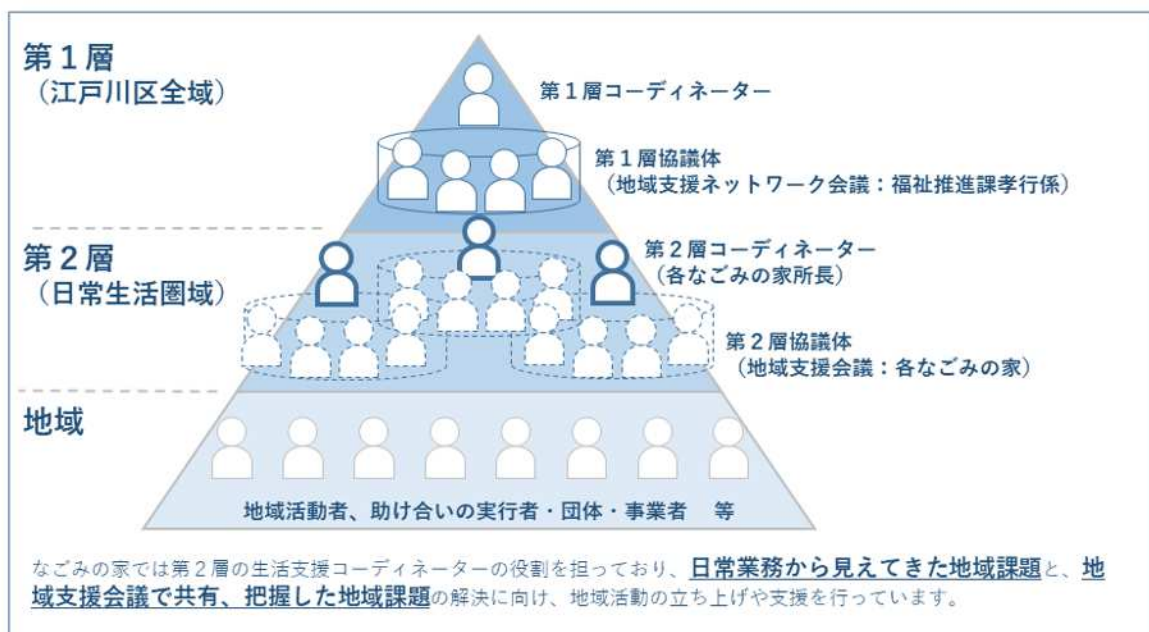 第１層
（江戸川区全域）
第１層コーディネーター
第１層協議体
（地域支援ネットワーク会議：福祉推進課孝行係）
第２層
（日常生活圏域）
第２層コーディネーター
（各なごみの家所長）
第２層協議体
（地域支援会議：各なごみの家）
地域
地域活動者、助け合いの実行者・団体・事業者　等
なごみの家では第２層の生活支援コーディネーターの役割を担っており、日常業務から見えてきた地域課題と、地
域支援会議で共有、把握した地域課題の解決に向け、地域活動の立ち上げや支援を行っています。